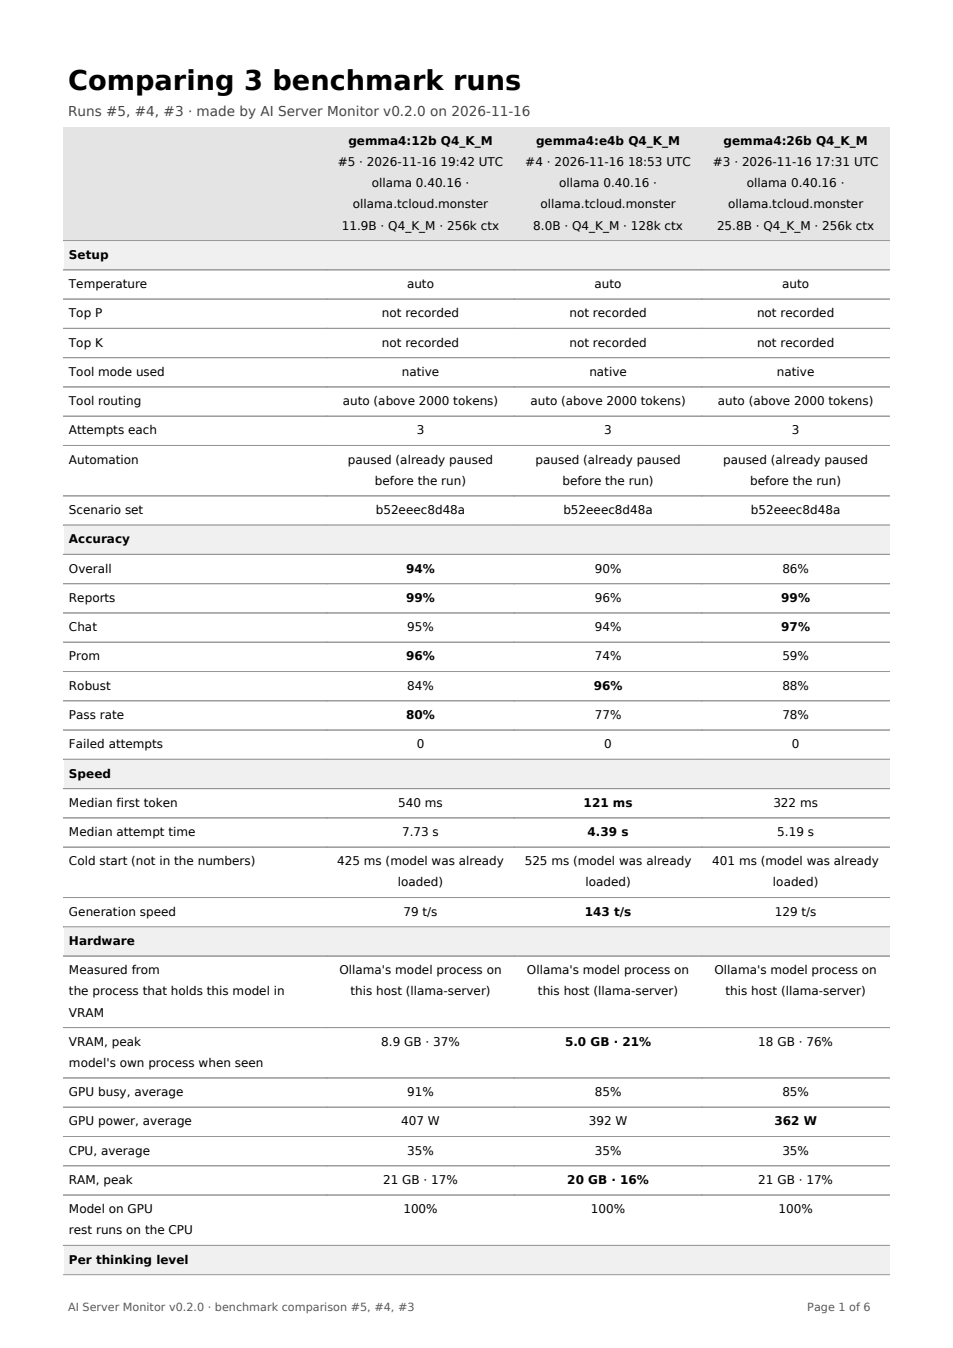 Comparing 3 benchmark runs
Runs #5, #4, #3 · made by AI Server Monitor v0.2.0 on 2026-11-16
gemma4:12b Q4_K_M gemma4:e4b Q4_K_M gemma4:26b Q4_K_M
#5 · 2026-11-16 19:42 UTC #4 · 2026-11-16 18:53 UTC #3 · 2026-11-16 17:31 UTC
ollama 0.40.16 · ollama 0.40.16 · ollama 0.40.16 ·
ollama.tcloud.monster ollama.tcloud.monster ollama.tcloud.monster
11.9B · Q4_K_M · 256k ctx 8.0B · Q4_K_M · 128k ctx 25.8B · Q4_K_M · 256k ctx
Setup
Temperature auto auto auto
Top P not recorded not recorded not recorded
Top K not recorded not recorded not recorded
Tool mode used native native native
Tool routing auto (above 2000 tokens) auto (above 2000 tokens) auto (above 2000 tokens)
Attempts each 3 3 3
Automation paused (already paused paused (already paused paused (already paused
before the run) before the run) before the run)
Scenario set b52eeec8d48a b52eeec8d48a b52eeec8d48a
Accuracy
Overall 94% 90% 86%
Reports 99% 96% 99%
Chat 95% 94% 97%
Prom 96% 74% 59%
Robust 84% 96% 88%
Pass rate 80% 77% 78%
Failed attempts 0 0 0
Speed
Median first token 540 ms 121 ms 322 ms
Median attempt time 7.73 s 4.39 s 5.19 s
Cold start (not in the numbers) 425 ms (model was already 525 ms (model was already 401 ms (model was already
loaded) loaded) loaded)
Generation speed 79 t/s 143 t/s 129 t/s
Hardware
Measured from Ollama's model process on Ollama's model process on Ollama's model process on
the process that holds this model in this host (llama-server) this host (llama-server) this host (llama-server)
VRAM
VRAM, peak 8.9 GB · 37% 5.0 GB · 21% 18 GB · 76%
model's own process when seen
GPU busy, average 91% 85% 85%
GPU power, average 407 W 392 W 362 W
CPU, average 35% 35% 35%
RAM, peak 21 GB · 17% 20 GB · 16% 21 GB · 17%
Model on GPU 100% 100% 100%
rest runs on the CPU
Per thinking level
AI Server Monitor v0.2.0 · benchmark comparison #5, #4, #3 Page 1 of 6